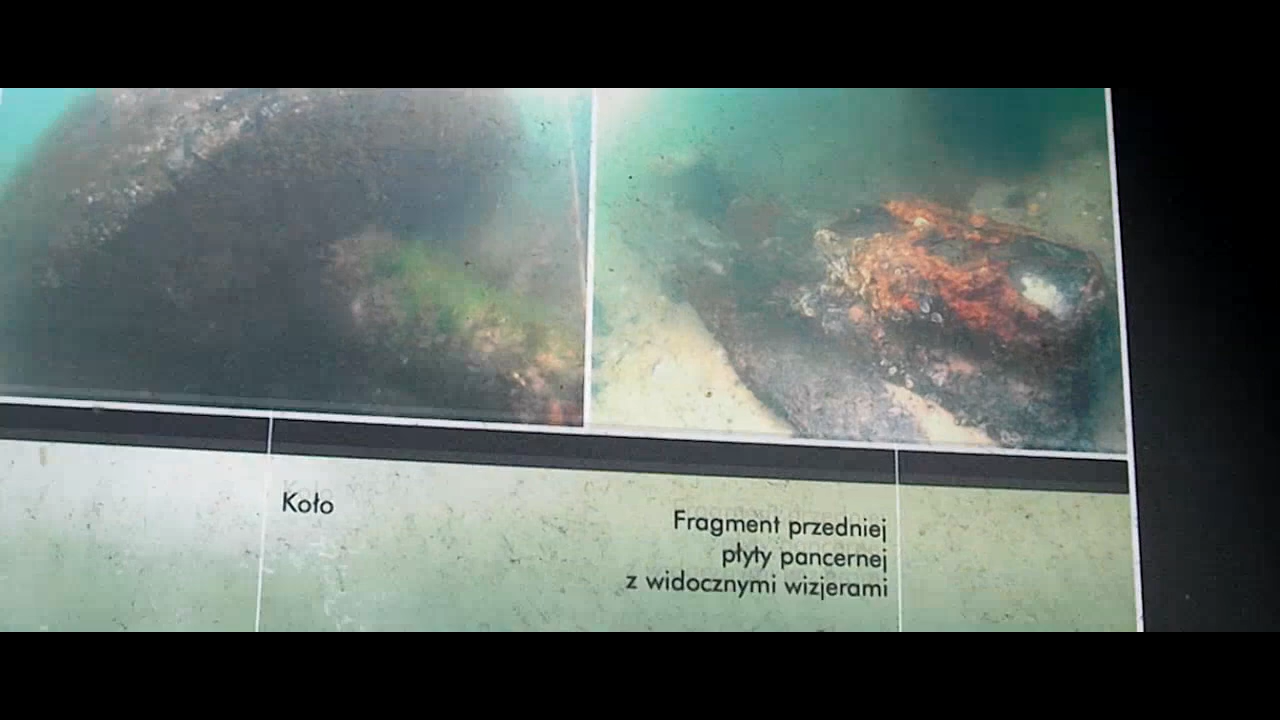 Koło
Fragment przedniej
płyty pancernej
z widocznymi wizjerami